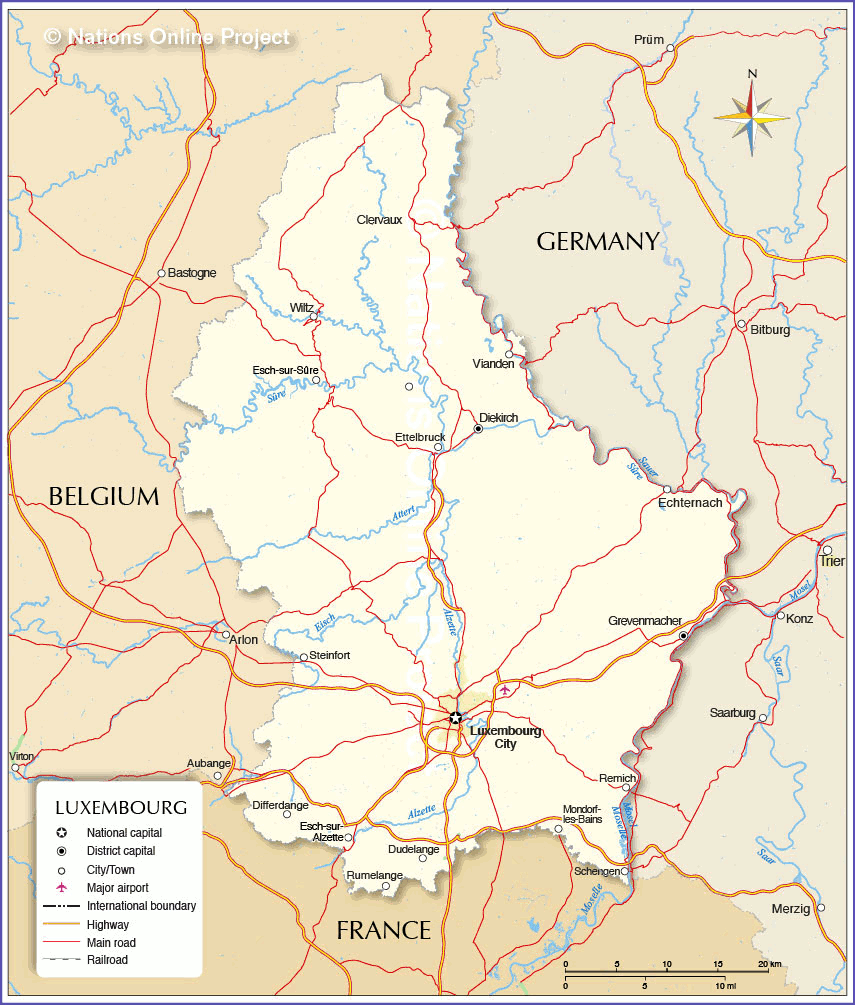 © Nations Online Project
Prüm
N
Clervaux
GERMANY
Bastogne
Wiltz
Bitburg
Vianden
Esch-sur-Sûre
Sûre
Diekirch
Ettelbruck
Sauer
Sûre
BELGIUM
Echternach
Attert
Trier
Mosel
Alzette
Eisch
Grevenmacher
Konz
Arlon
Steinfort
Saar
Saarburg
Luxembourg
City
Virton
Aubange
Remich
Differdange
Alzette
Mondorf-
les-Bains
Mosel
Moselle
Esch-sur-
Alzette
Dudelange
Saar
Rumelange
Schengen
Moselle
Merzig
FRANCE
LUXEMBOURG
National capital
District capital
City/Town
Major airport
International boundary
Highway
Main road
Railroad
0 5 10 15 20 km
0 5 10 mi